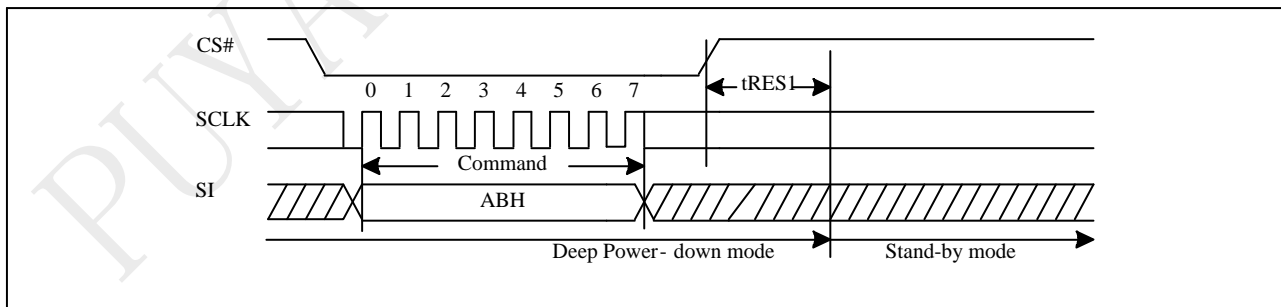 PUYA
CS#
tRES1
0 1 2 3 4 5 6 7
SCLK
Command
SI
ABH
Deep Power- down mode
Stand-by mode